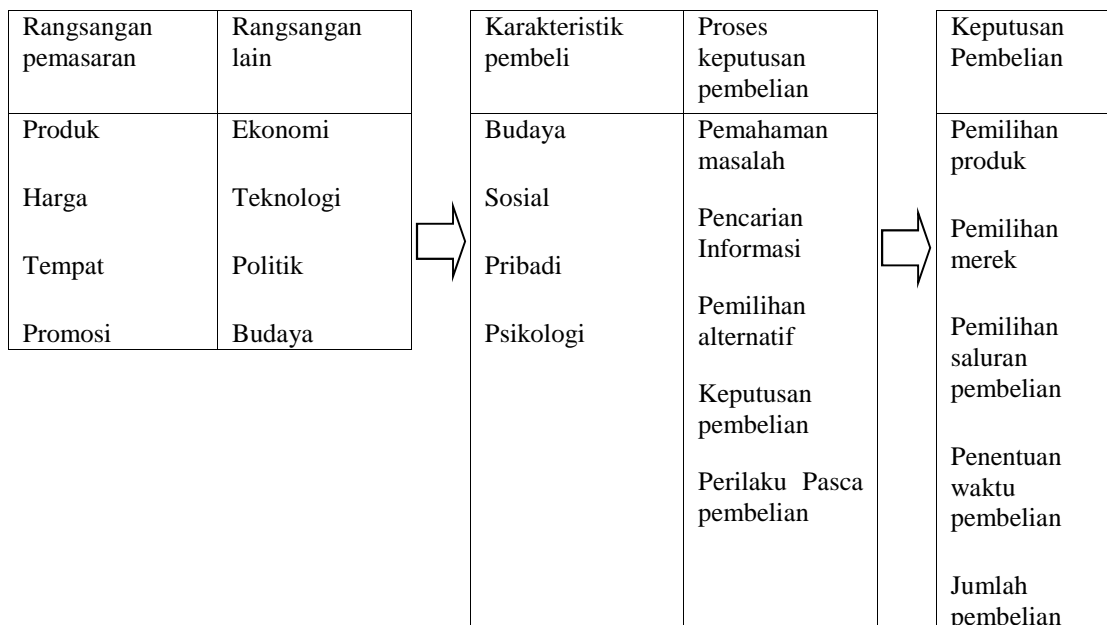 Rangsangan
pemasaran
Rangsangan
lain
Produk
Harga
Tempat
Promosi
Ekonomi
Teknologi
Politik
Budaya
Karakteristik
pembeli
Proses
keputusan
pembelian
Budaya
Sosial
Pribadi
Psikologi
Pemahaman
masalah
Pencarian
Informasi
Pemilihan
alternatif
Keputusan
pembelian
Perilaku Pasca
pembelian
Keputusan
Pembelian
Pemilihan
produk
Pemilihan
merek
Pemilihan
saluran
pembelian
Penentuan
waktu
pembelian
Jumlah
pembelian